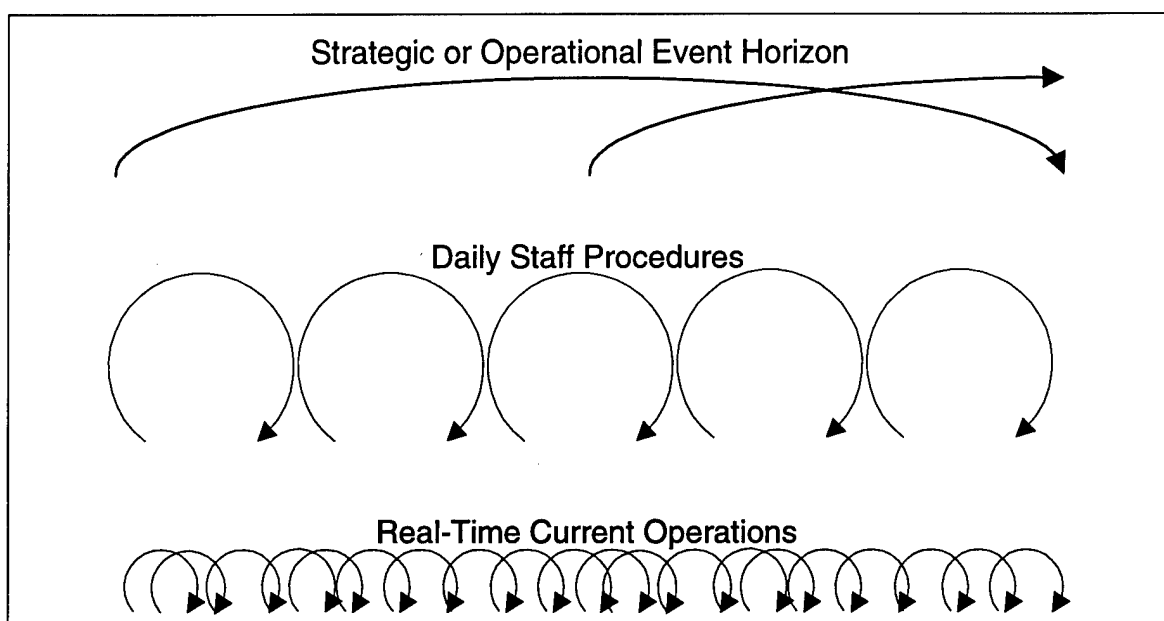 Strategic or Operational Event Horizon
Daily Staff Procedures
Real-Time Current Operations